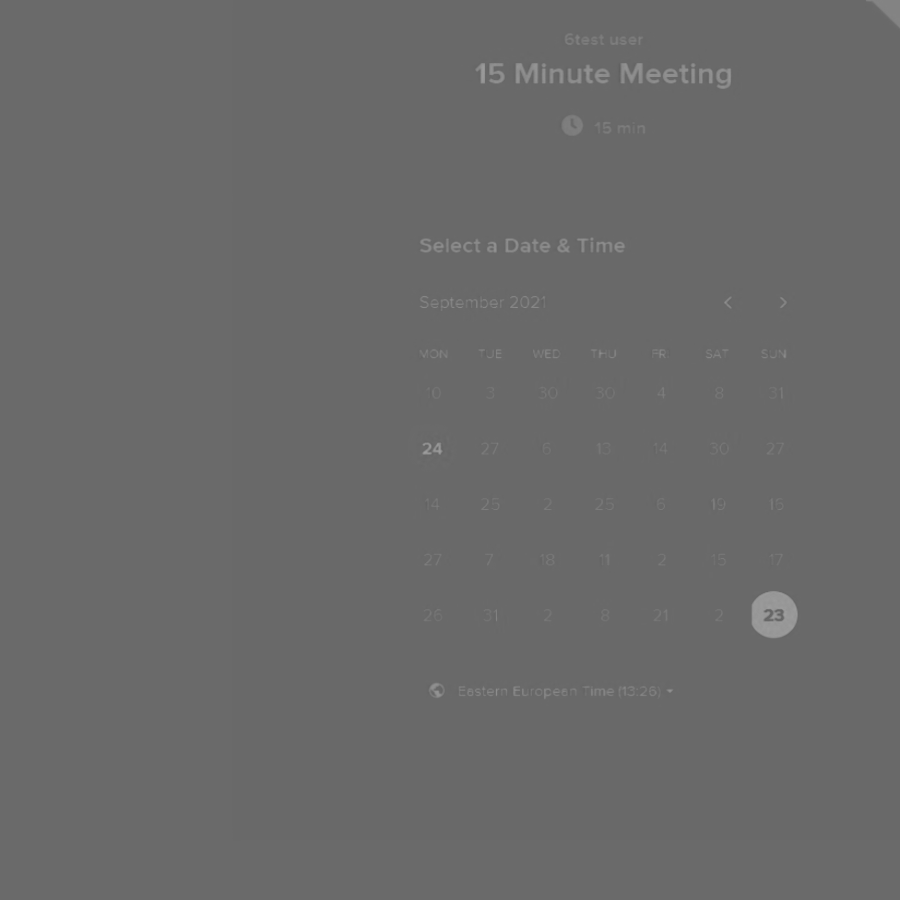 6test user
15 Minute Meeting
15 min
Select a Date & Time
September 2021
MON TUE WED THU FRI SAT SUN
10 3 30 30 4 8 31
24 27 6 13 14 30 27
14 25 2 25 6 19 15
27 7 18 11 2 15 17
26 31 2 8 21 2 23
Eastern European Time (13:26)